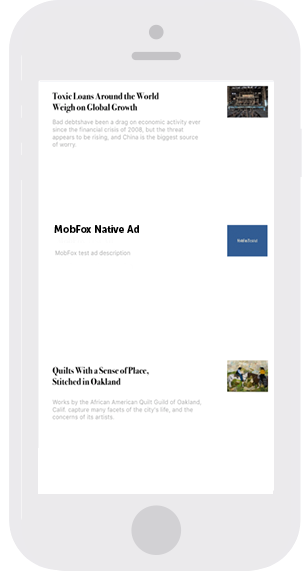 Toxic Loans Around the World
Weigh on Global Growth
Bad debtshave been a drag on economic activity ever
since the financial crisis of 2008, but the threat
appears to be rising, and China is the biggest source
of worry.
MobFox Native Ad
MobFox test ad description
Quilts With a Sense of Place,
Stitched in Oakland
Works by the African American Quilt Guild of Oakland,
Calif. capture many facets of the city's life, and the
concerns of its artists.